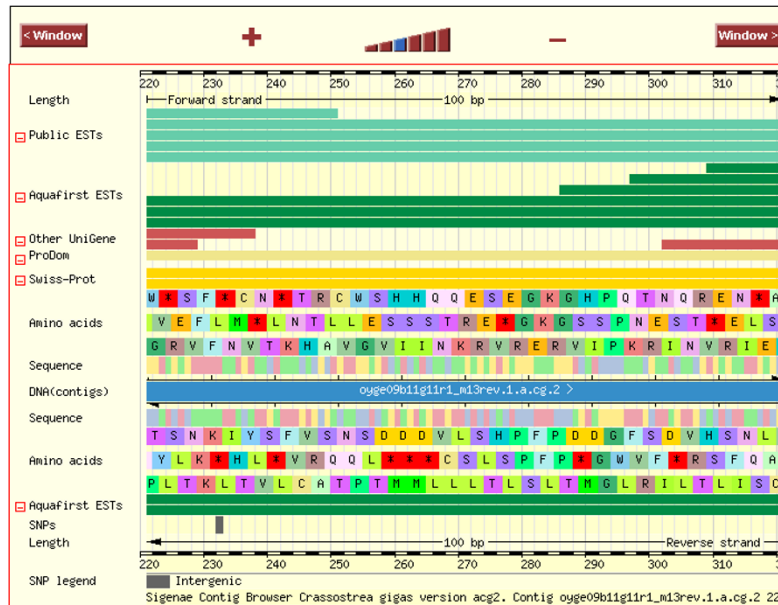 < Window + − Window >
220 230 240 250 260 270 280 290 300 310
Length Forward strand 100 bp
Public ESTs
Aquafirst ESTs
Other UniGene
ProDom
Swiss-Prot
W * S F * C N * T R C W S H H Q Q E S E G K G H P Q T N Q R E N * A
Amino acids V E F L M * L N T L L E S S S T R E * G K G S S P N E S T * E L S
G R V F N V T K H A V G V I I N K R V R E R V I P K R I N V R I E
Sequence
DNA(contigs) oyge09b11g11r1_m13rev.1.a.cg.2 >
Sequence
T S N K I Y S F V S N S D D D V L S H P F P D D G F S D V H S N L
Amino acids Y L K * H L * V R Q Q L * * * C S L S P F P * G W V F * R S F Q A
P L T K L T V L C A T P T M M L L L T L S L T M G L R I L T L I S C
Aquafirst ESTs
SNPs
Length 100 bp Reverse strand
220 230 240 250 260 270 280 290 300 310
SNP legend Intergenic
Sigenae Contig Browser Crassostrea gigas version acg2. Contig oyge09b11g11r1_m13rev.1.a.cg.2 22